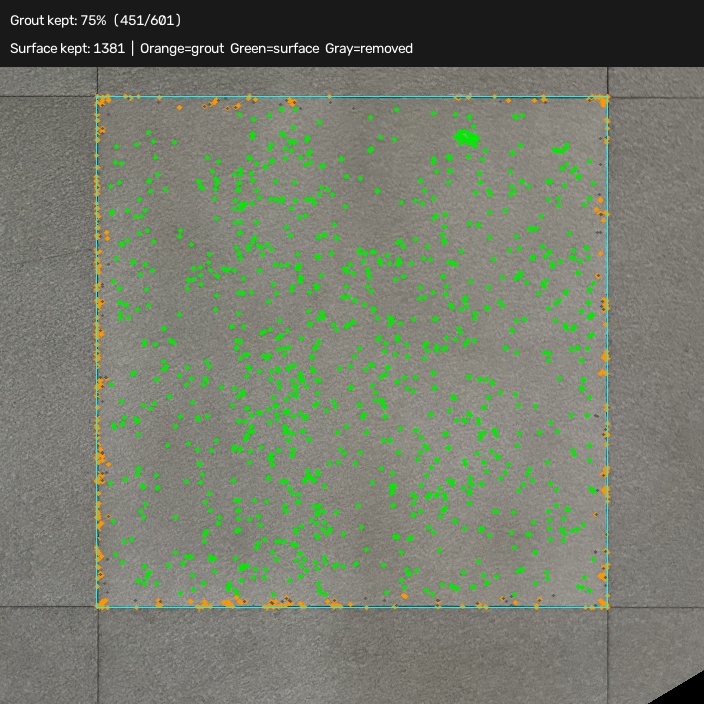 Grout kept: 75% (451/601)
Surface kept: 1381 | Orange=grout Green=surface Gray=removed